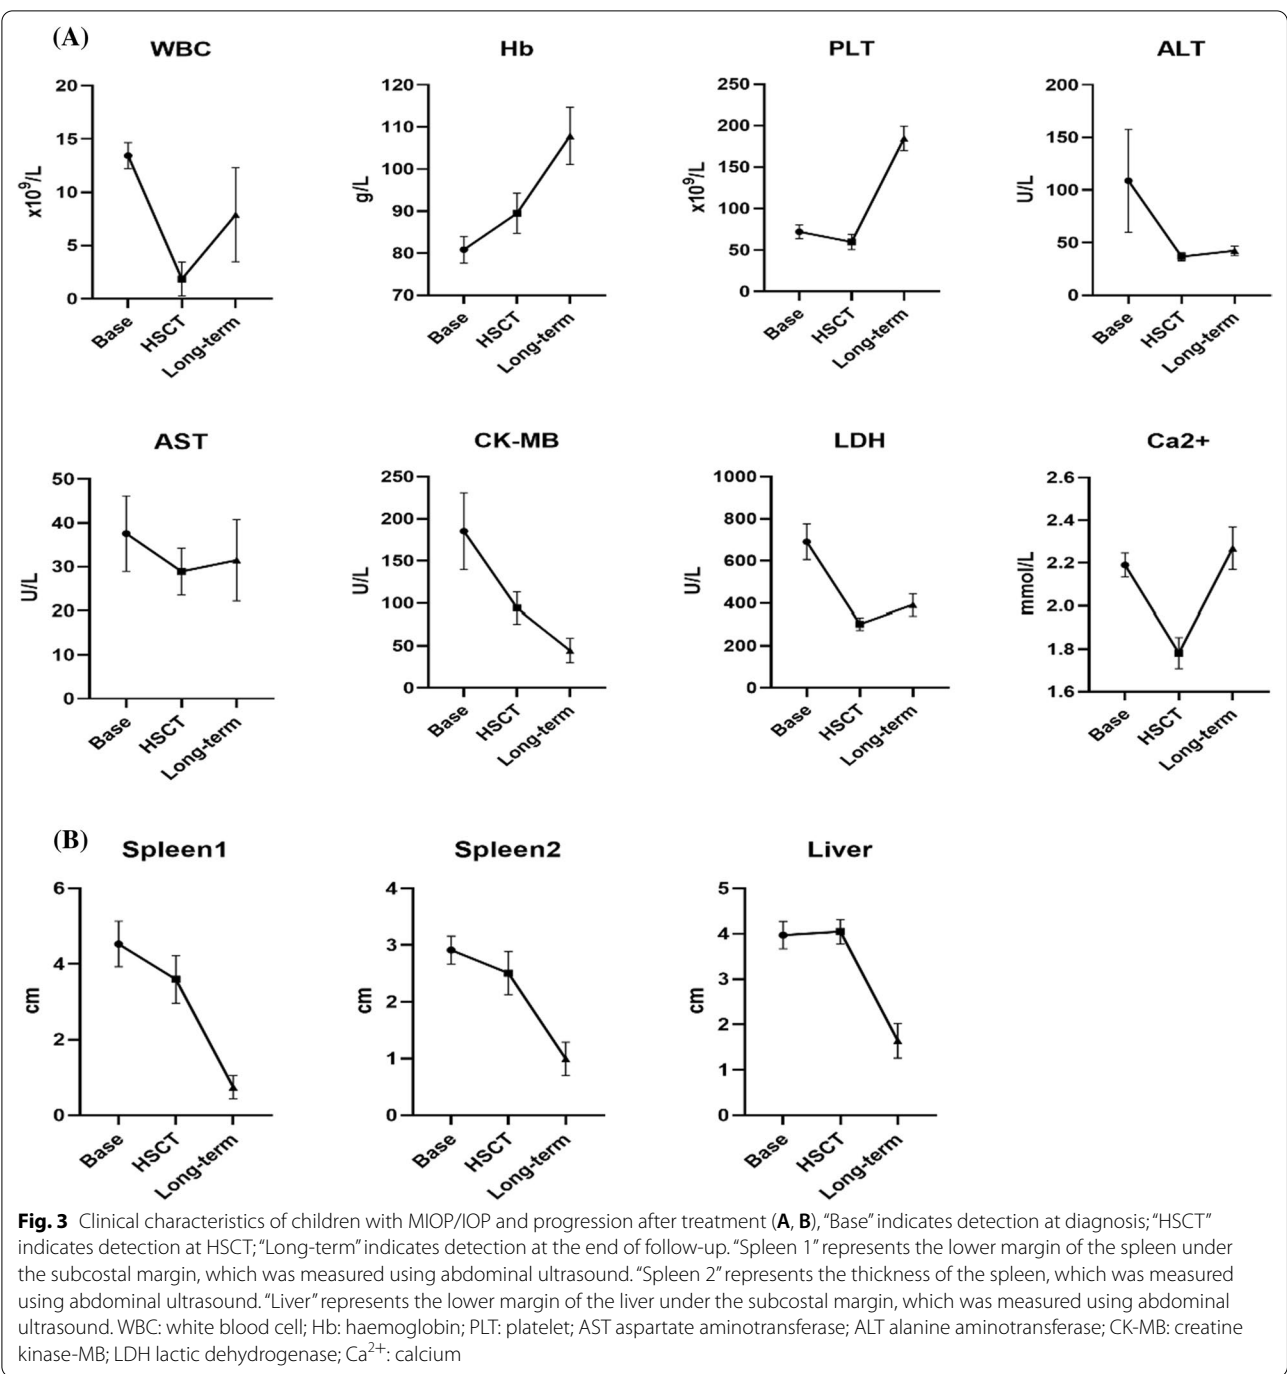 (A)
WBC
Hb
PLT
ALT
20
15
10
5
0
x10⁹/L
Base
HSCT
Long-term
120
110
100
90
80
70
g/L
Base
HSCT
Long-term
250
200
150
100
50
0
x10⁹/L
Base
HSCT
Long-term
200
150
100
50
0
U/L
Base
HSCT
Long-term
AST
CK-MB
LDH
Ca2+
50
40
30
20
10
0
U/L
Base
HSCT
Long-term
250
200
150
100
50
0
U/L
Base
HSCT
Long-term
1000
800
600
400
200
0
U/L
Base
HSCT
Long-term
2.6
2.4
2.2
2.0
1.8
1.6
mmol/L
Base
HSCT
Long-term
(B)
Spleen1
Spleen2
Liver
6
4
2
0
cm
Base
HSCT
Long-term
4
3
2
1
0
cm
Base
HSCT
Long-term
5
4
3
2
1
0
cm
Base
HSCT
Long-term
Fig. 3 Clinical characteristics of children with MIOP/IOP and progression after treatment (A, B), “Base” indicates detection at diagnosis; “HSCT”
indicates detection at HSCT; “Long-term” indicates detection at the end of follow-up. “Spleen 1” represents the lower margin of the spleen under
the subcostal margin, which was measured using abdominal ultrasound. “Spleen 2” represents the thickness of the spleen, which was measured
using abdominal ultrasound. “Liver” represents the lower margin of the liver under the subcostal margin, which was measured using abdominal
ultrasound. WBC: white blood cell; Hb: haemoglobin; PLT: platelet; AST aspartate aminotransferase; ALT alanine aminotransferase; CK-MB: creatine
kinase-MB; LDH lactic dehydrogenase; Ca²⁺: calcium